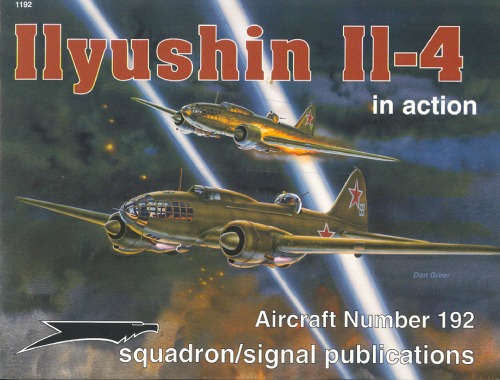 1192
Ilyushin Il-4
in action
Don Greer
Aircraft Number 192
squadron/signal publications